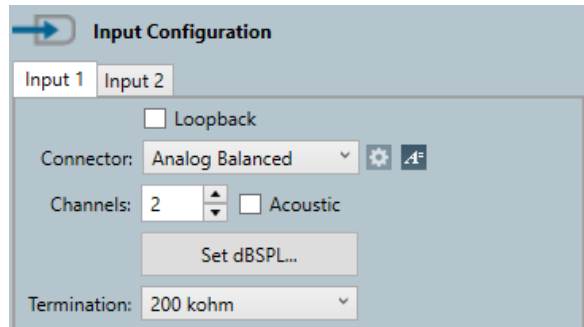 Input Configuration
Input 1 Input 2
Loopback
Connector: Analog Balanced
Channels: 2 Acoustic
Set dBSPL...
Termination: 200 kohm